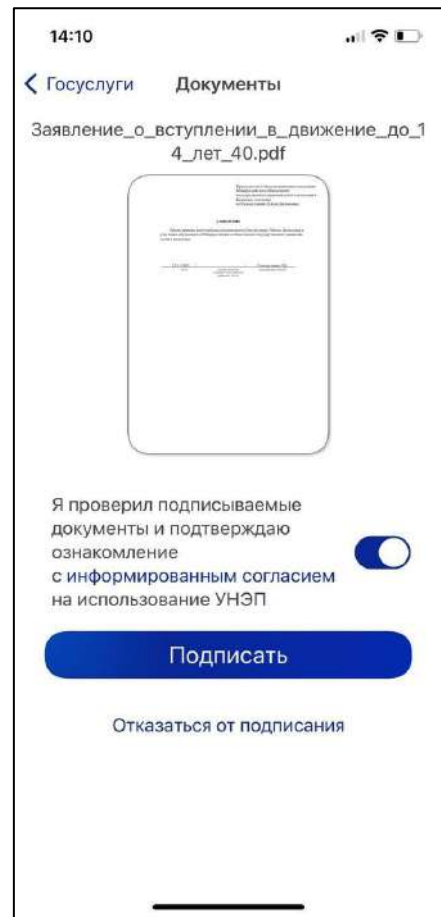 14:10
Госуслуги Документы
Заявление_о_вступлении_в_движение_до_1
4_лет_40.pdf
ЗАЯВЛЕНИЕ
Я проверил подписываемые
документы и подтверждаю
ознакомление
с информированным согласием
на использование УНЭП
Подписать
Отказаться от подписания